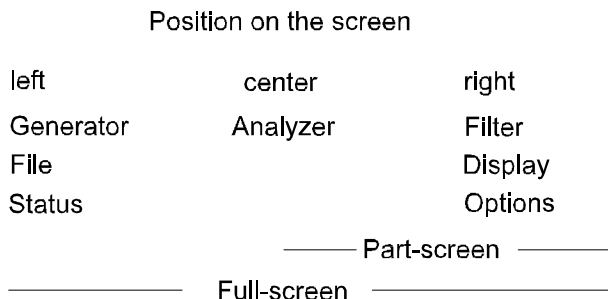 Position on the screen
left center right
Generator Analyzer Filter
File Display
Status Options
Part-screen
Full-screen